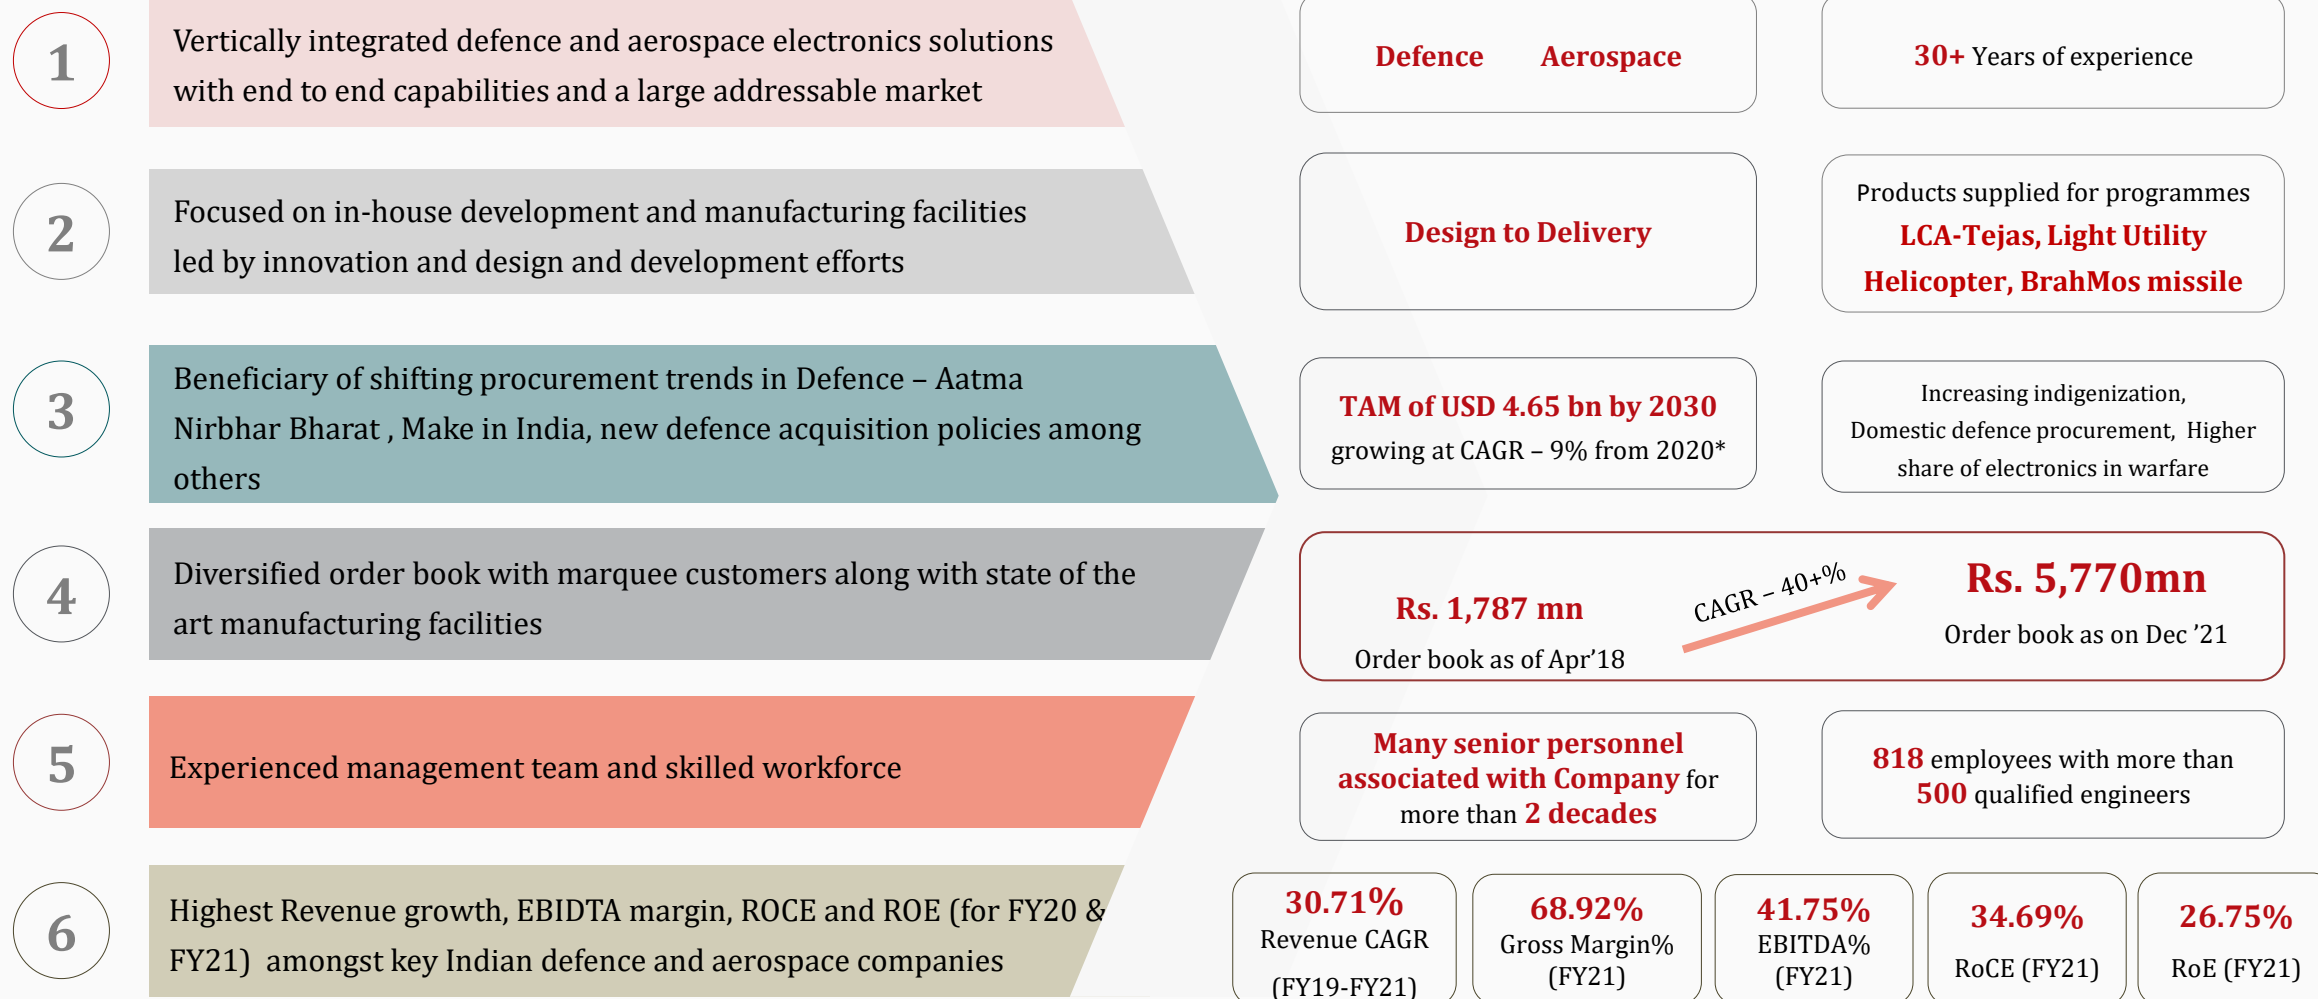 1
Vertically integrated defence and aerospace electronics solutions
with end to end capabilities and a large addressable market
Defence Aerospace
30+ Years of experience
2
Focused on in-house development and manufacturing facilities
led by innovation and design and development efforts
Design to Delivery
Products supplied for programmes
LCA-Tejas, Light Utility
Helicopter, BrahMos missile
3
Beneficiary of shifting procurement trends in Defence – Aatma
Nirbhar Bharat , Make in India, new defence acquisition policies among
others
TAM of USD 4.65 bn by 2030
growing at CAGR – 9% from 2020*
Increasing indigenization,
Domestic defence procurement, Higher
share of electronics in warfare
4
Diversified order book with marquee customers along with state of the
art manufacturing facilities
Rs. 1,787 mn
Order book as of Apr’18
CAGR – 40+%
Rs. 5,770mn
Order book as on Dec ’21
5
Experienced management team and skilled workforce
Many senior personnel
associated with Company for
more than 2 decades
818 employees with more than
500 qualified engineers
6
Highest Revenue growth, EBIDTA margin, ROCE and ROE (for FY20 &
FY21) amongst key Indian defence and aerospace companies
30.71%
Revenue CAGR
(FY19-FY21)
68.92%
Gross Margin%
(FY21)
41.75%
EBITDA%
(FY21)
34.69%
RoCE (FY21)
26.75%
RoE (FY21)